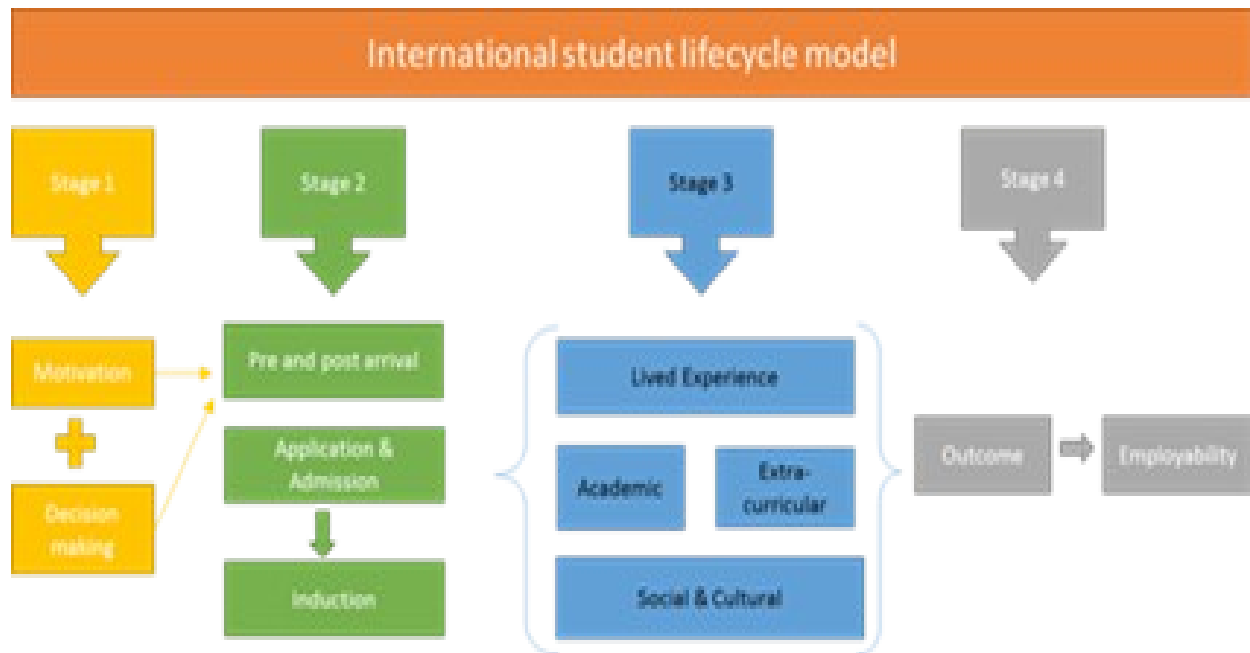 International student lifecycle model
Stage 1
Stage 2
Stage 3
Stage 4
Motivation
Decision
making
Pre and post arrival
Application &
Admission
Induction
Lived Experience
Academic
Extra-
curricular
Social & Cultural
Outcome
Employability